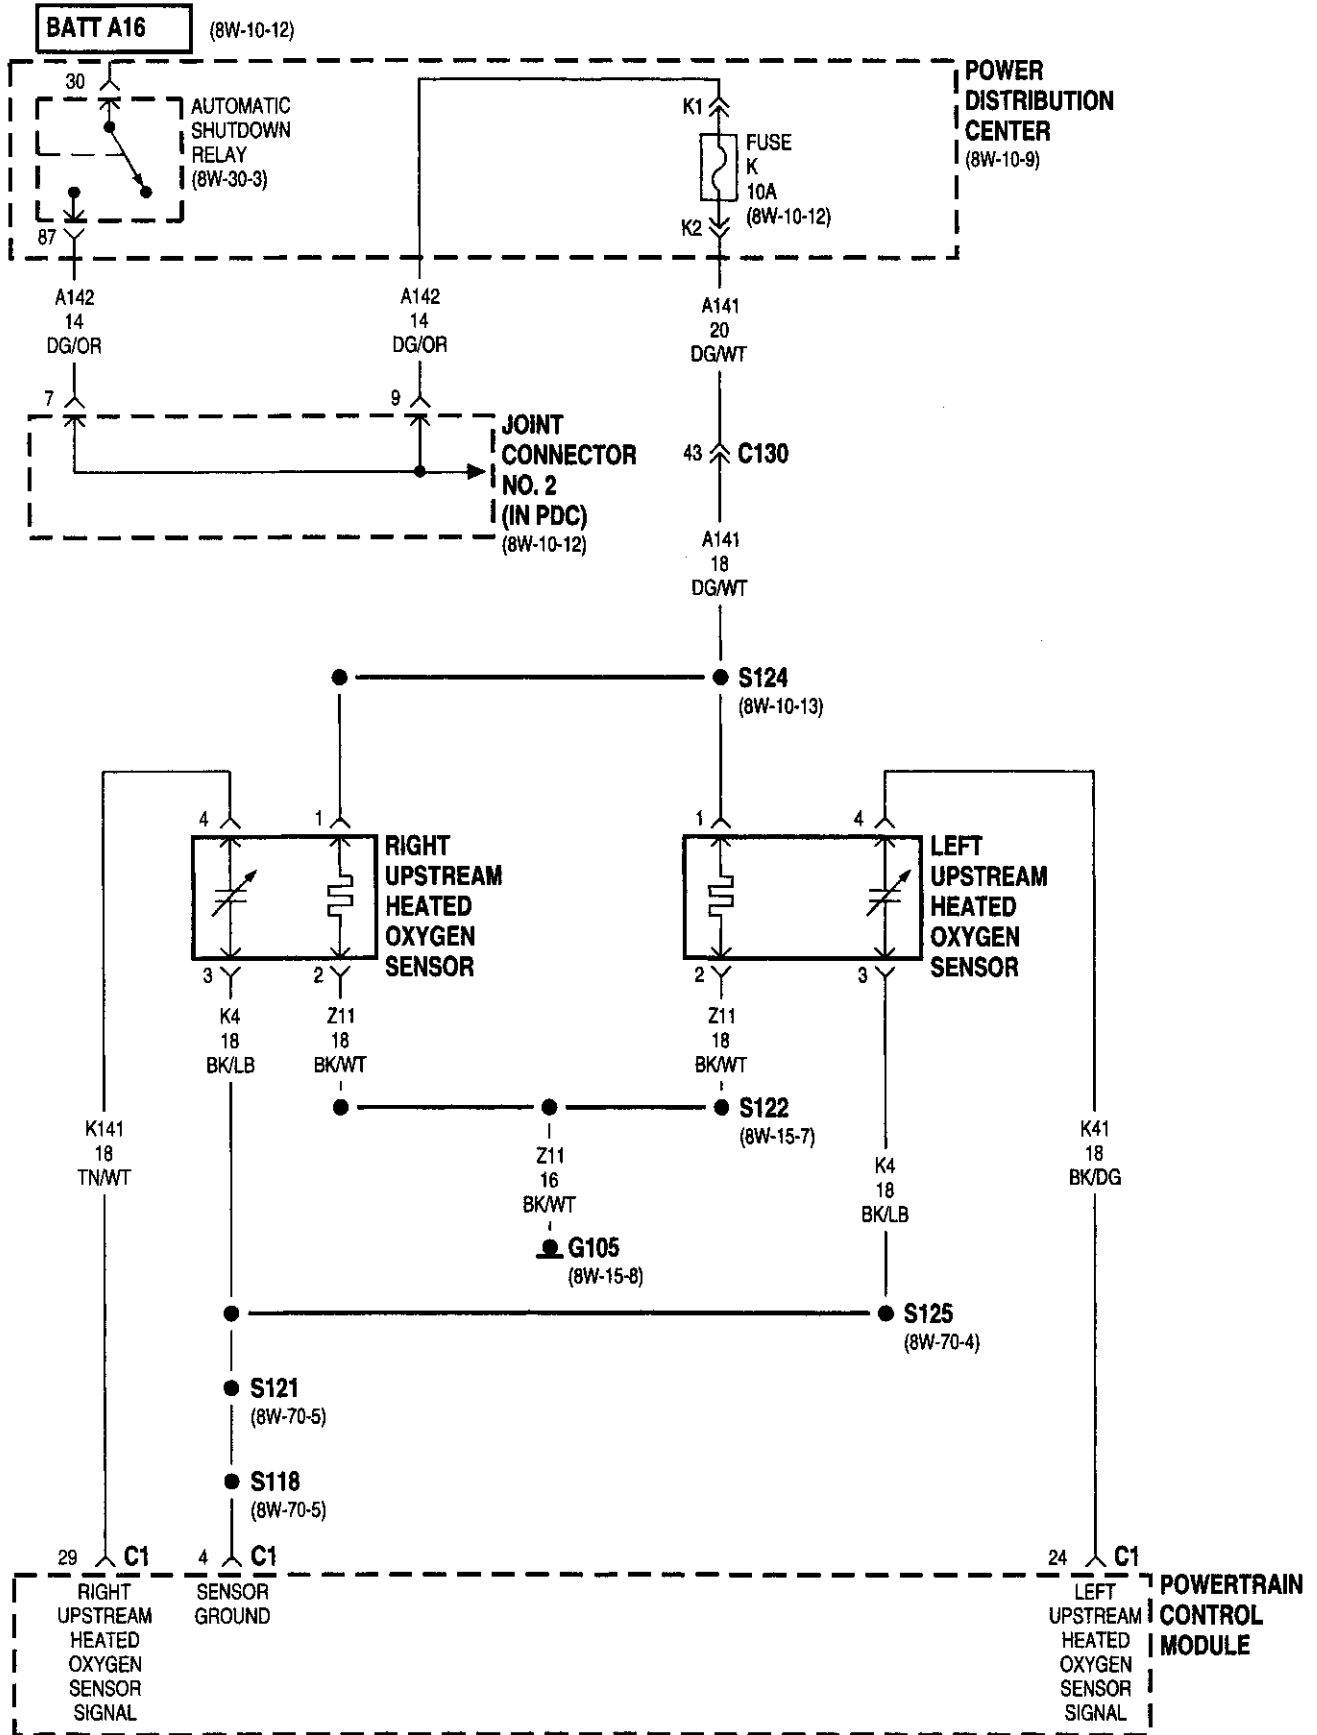 BATT A16
(8W-10-12)
30
AUTOMATIC
SHUTDOWN
RELAY
(8W-30-3)
87
K1
FUSE
K
10A
(8W-10-12)
K2
POWER
DISTRIBUTION
CENTER
(8W-10-9)
A142
14
DG/OR
A142
14
DG/OR
A141
20
DG/WT
7
9
JOINT
CONNECTOR
NO. 2
(IN PDC)
(8W-10-12)
43
C130
A141
18
DG/WT
S124
(8W-10-13)
4
1
RIGHT
UPSTREAM
HEATED
OXYGEN
SENSOR
3
2
1
4
LEFT
UPSTREAM
HEATED
OXYGEN
SENSOR
2
3
K4
18
BK/LB
Z11
18
BK/WT
Z11
18
BK/WT
S122
(8W-15-7)
K141
18
TN/WT
Z11
16
BK/WT
K4
18
BK/LB
K41
18
BK/DG
G105
(8W-15-8)
S125
(8W-70-4)
S121
(8W-70-5)
S118
(8W-70-5)
29
C1
4
C1
24
C1
RIGHT
UPSTREAM
HEATED
OXYGEN
SENSOR
SIGNAL
SENSOR
GROUND
LEFT
UPSTREAM
HEATED
OXYGEN
SENSOR
SIGNAL
POWERTRAIN
CONTROL
MODULE